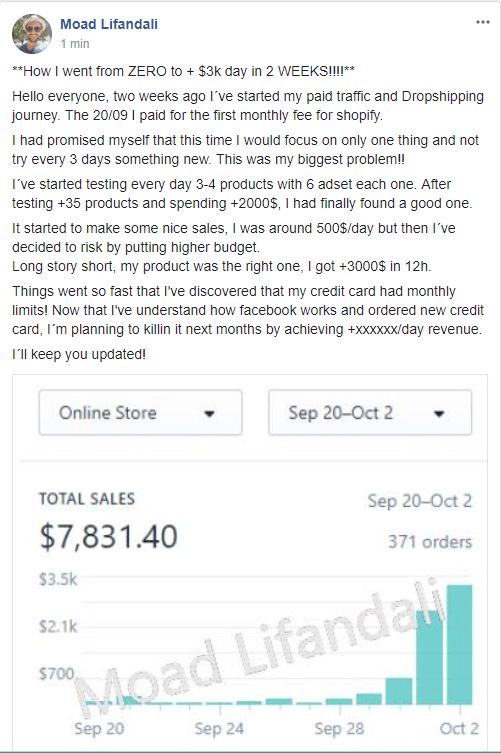 Moad Lifandali
...
1 min
**How I went from ZERO to + $3k day in 2 WEEKS!!!!**
Hello everyone, two weeks ago I´ve started my paid traffic and Dropshipping
journey. The 20/09 I paid for the first monthly fee for shopify.
I had promised myself that this time I would focus on only one thing and not
try every 3 days something new. This was my biggest problem!!
I´ve started testing every day 3-4 products with 6 adset each one. After
testing +35 products and spending +2000$, I had finally found a good one.
It started to make some nice sales, I was around 500$/day but then I´ve
decided to risk by putting higher budget.
Long story short, my product was the right one, I got +3000$ in 12h.
Things went so fast that I've discovered that my credit card had monthly
limits! Now that I've understand how facebook works and ordered new credit
card, I´m planning to killin it next months by achieving +xxxxxx/day revenue.
I´ll keep you updated!
Online Store
Sep 20–Oct 2
TOTAL SALES
Sep 20–Oct 2
$7,831.40
371 orders
$3.5k
$2.1k
$700
Moad Lifandali
Sep 20
Sep 24
Sep 28
Oct 2